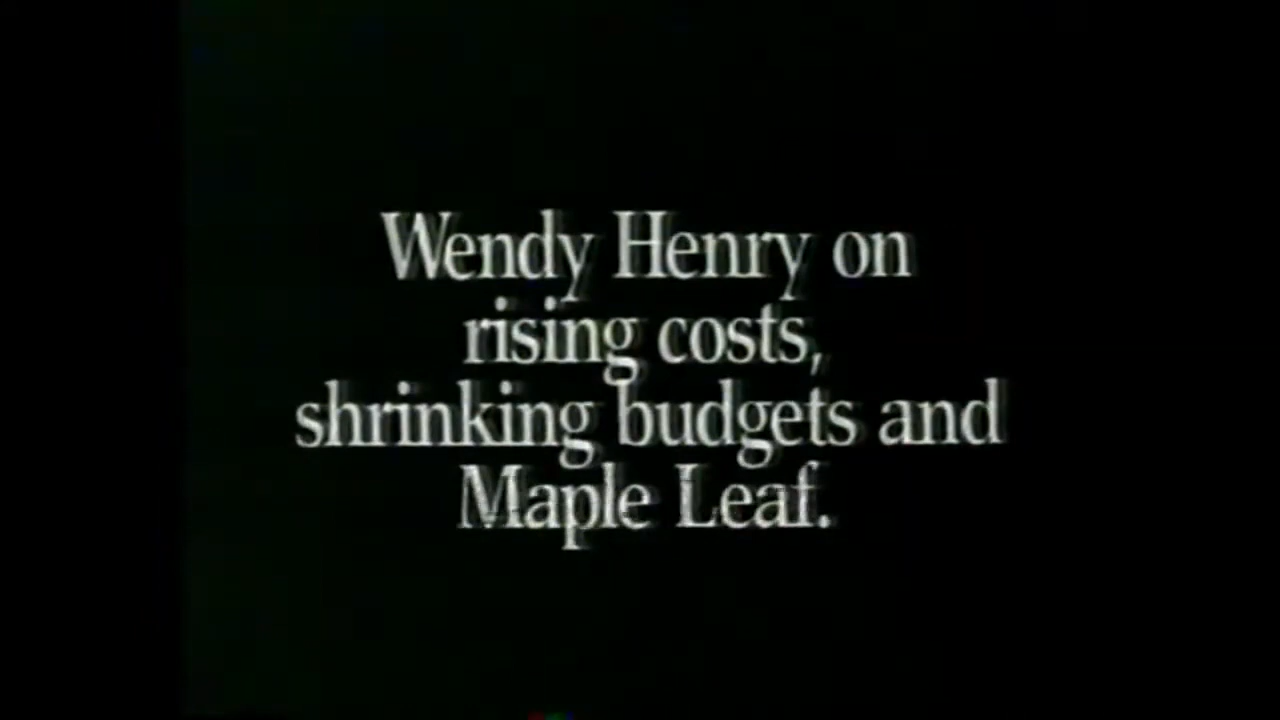 Wendy Henry on
rising costs,
shrinking budgets and
Maple Leaf.